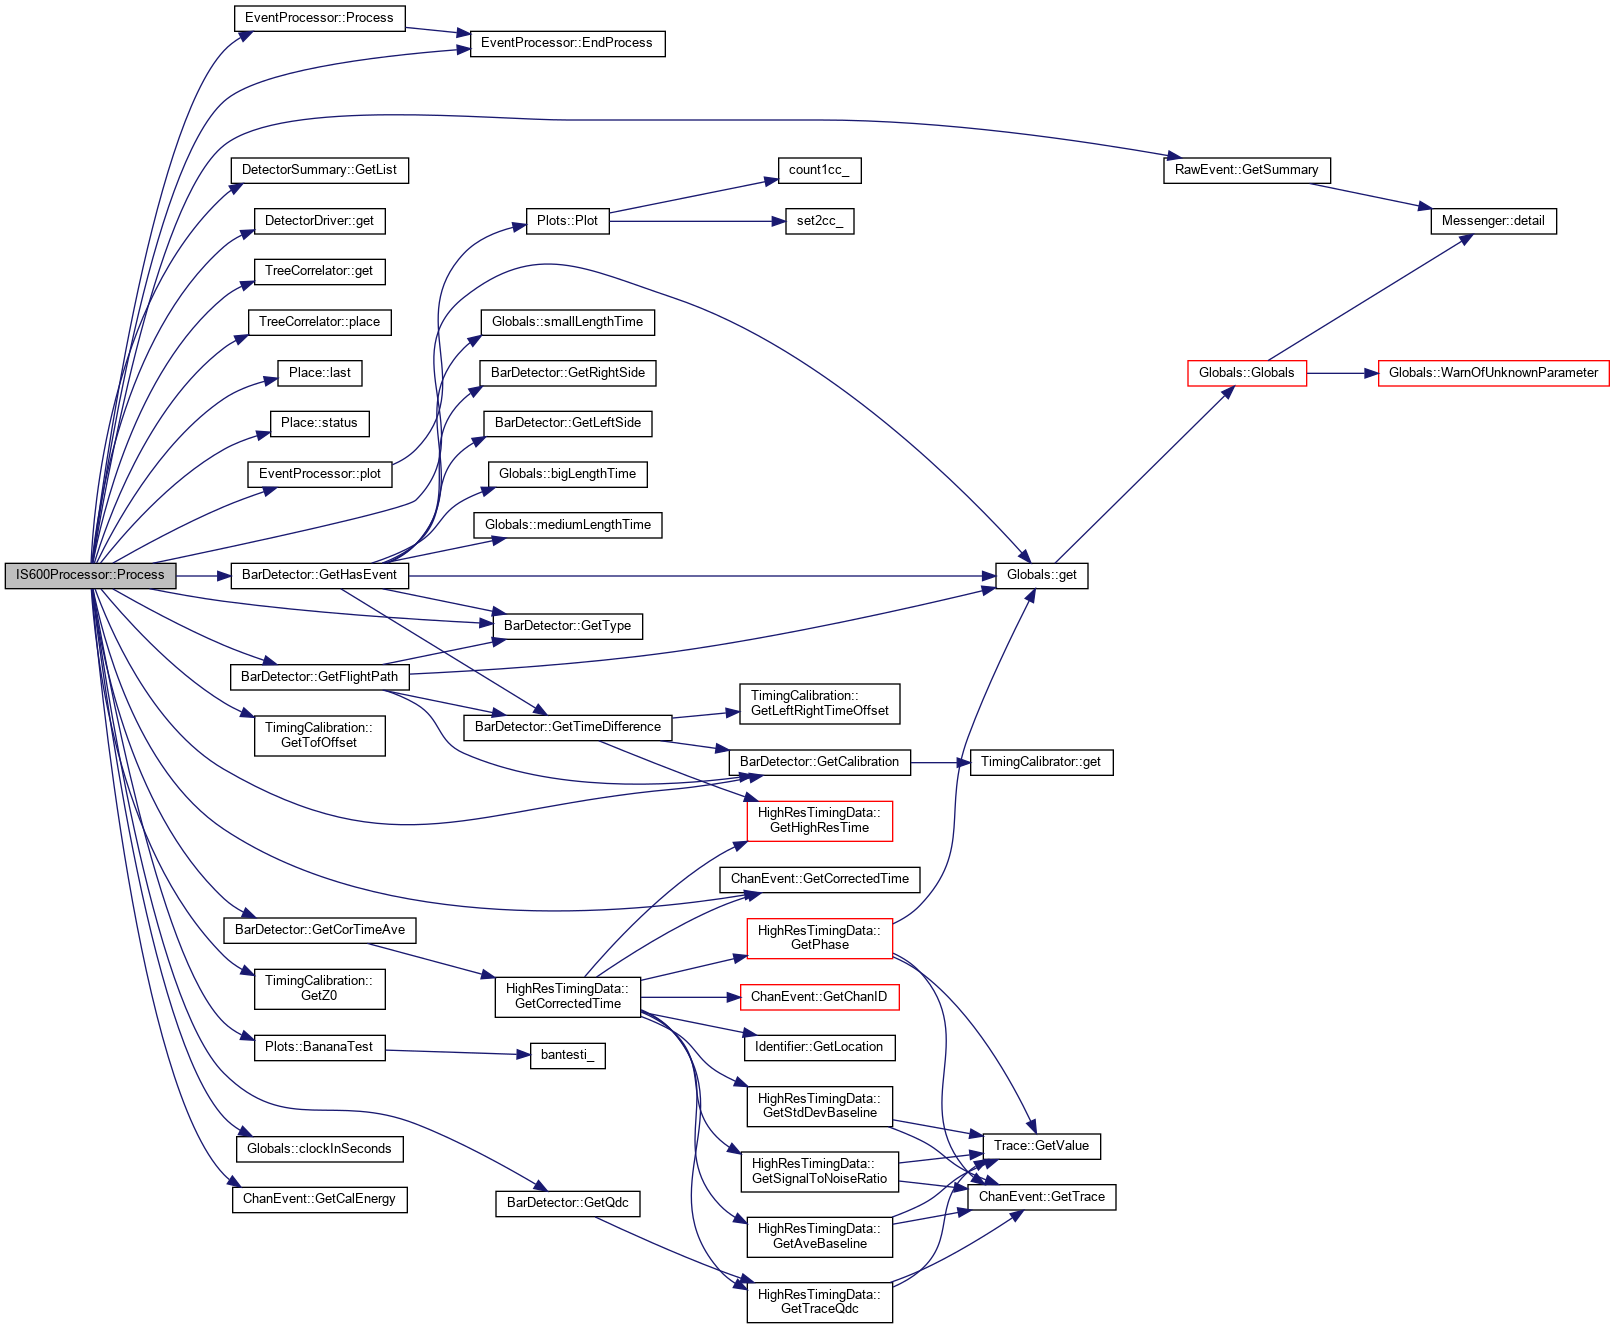 EventProcessor::Process
EventProcessor::EndProcess
DetectorSummary::GetList
count1cc_
RawEvent::GetSummary
DetectorDriver::get
Plots::Plot
set2cc_
Messenger::detail
TreeCorrelator::get
TreeCorrelator::place
Globals::smallLengthTime
Place::last
BarDetector::GetRightSide
Globals::Globals
Globals::WarnOfUnknownParameter
Place::status
BarDetector::GetLeftSide
EventProcessor::plot
Globals::bigLengthTime
Globals::mediumLengthTime
IS600Processor::Process
BarDetector::GetHasEvent
Globals::get
BarDetector::GetType
BarDetector::GetFlightPath
TimingCalibration::
GetTofOffset
BarDetector::GetTimeDifference
TimingCalibration::
GetLeftRightTimeOffset
BarDetector::GetCalibration
TimingCalibrator::get
HighResTimingData::
GetHighResTime
ChanEvent::GetCorrectedTime
BarDetector::GetCorTimeAve
HighResTimingData::
GetPhase
TimingCalibration::
GetZ0
HighResTimingData::
GetCorrectedTime
ChanEvent::GetChanID
Plots::BananaTest
bantesti_
Identifier::GetLocation
HighResTimingData::
GetStdDevBaseline
Globals::clockInSeconds
Trace::GetValue
HighResTimingData::
GetSignalToNoiseRatio
ChanEvent::GetCalEnergy
BarDetector::GetQdc
ChanEvent::GetTrace
HighResTimingData::
GetAveBaseline
HighResTimingData::
GetTraceQdc